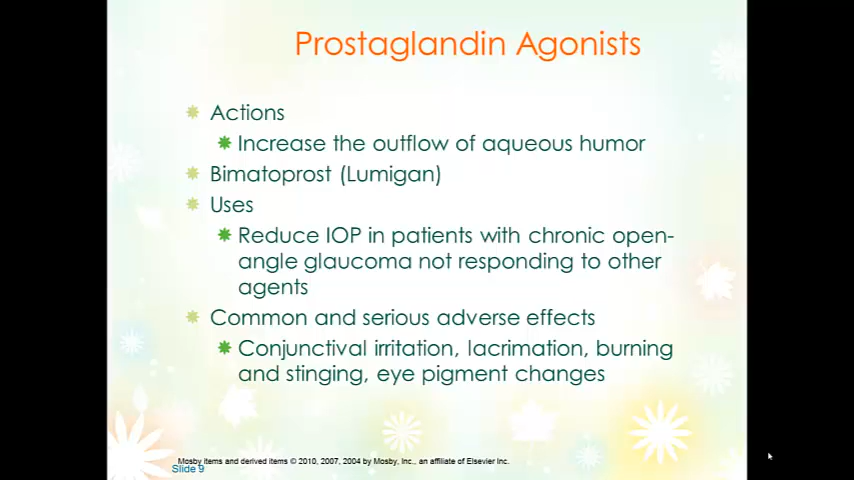 Prostaglandin Agonists
Actions
Increase the outflow of aqueous humor
Bimatoprost (Lumigan)
Uses
Reduce IOP in patients with chronic open-
angle glaucoma not responding to other
agents
Common and serious adverse effects
Conjunctival irritation, lacrimation, burning
and stinging, eye pigment changes
Mosby items and derived items © 2010, 2007, 2004 by Mosby, Inc., an affiliate of Elsevier Inc.
Slide 9